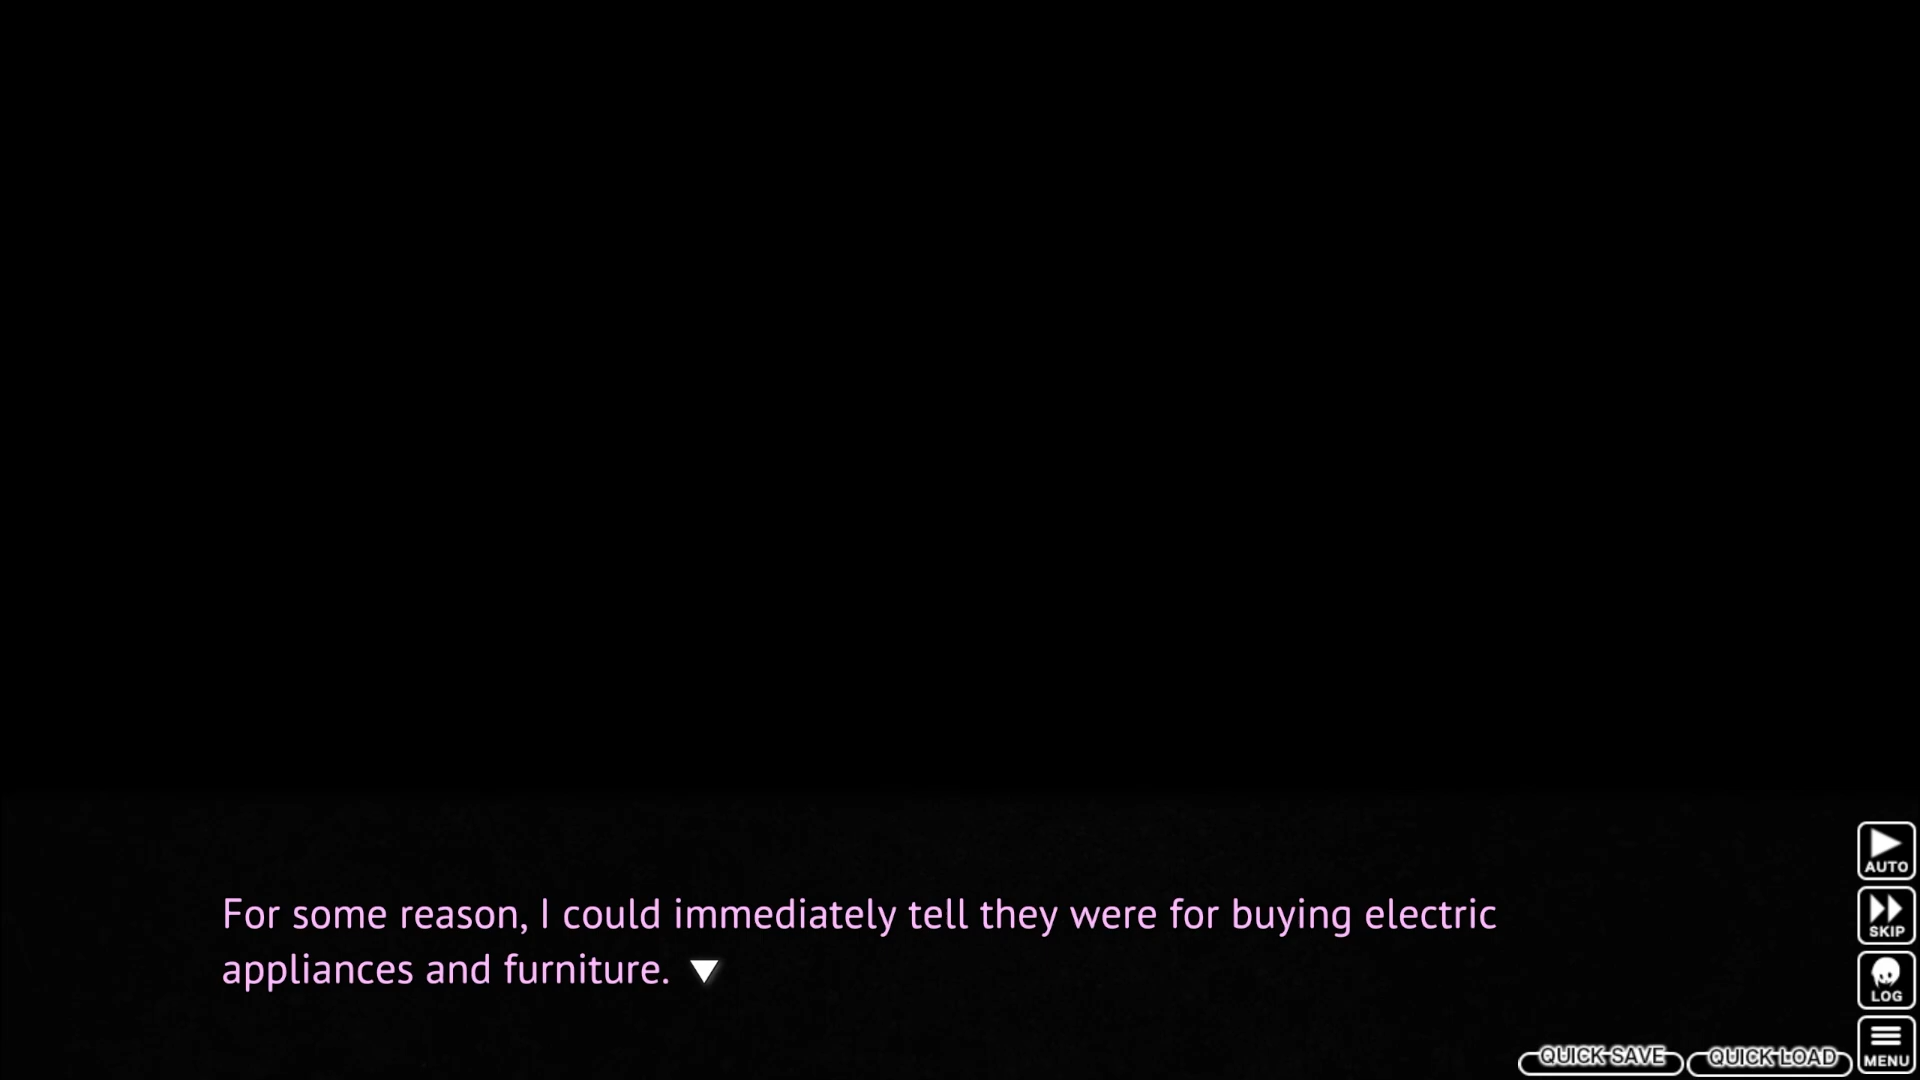 For some reason, I could immediately tell they were for buying electric
appliances and furniture.
AUTO
SKIP
LOG
QUICK SAVE QUICK LOAD MENU